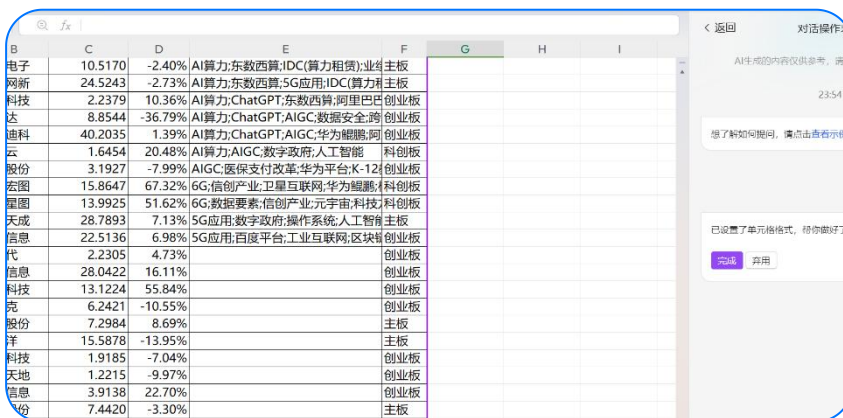 fx
B C D E F G H I
电子 10.5170 -2.40% AI算力;东数西算;IDC(算力租赁);业绩 主板
网新 24.5243 -2.73% AI算力;东数西算;5G应用;IDC(算力租 主板
科技 2.2379 10.36% AI算力;ChatGPT;东数西算;阿里巴巴 创业板
达 8.8544 -36.79% AI算力;ChatGPT;AIGC;数据安全;跨 创业板
迪科 40.2035 1.39% AI算力;ChatGPT;AIGC;华为鲲鹏;阿 创业板
云 1.6454 20.48% AI算力;AIGC;数字政府;人工智能 科创板
股份 3.1927 -7.99% AIGC;医保支付改革;华为平台;K-12 创业板
宏图 15.8647 67.32% 6G;信创产业;卫星互联网;华为鲲鹏; 科创板
星图 13.9925 51.62% 6G;数据要素;信创产业;元宇宙;科技 科创板
天成 28.7893 7.13% 5G应用;数字政府;操作系统;人工智能 主板
信息 22.5136 6.98% 5G应用;百度平台;工业互联网;区块链 创业板
代 2.2305 4.73% 创业板
信息 28.0422 16.11% 创业板
科技 13.1224 55.84% 创业板
克 6.2421 -10.55% 创业板
股份 7.2984 8.69% 主板
洋 15.5878 -13.95% 主板
科技 1.9185 -7.04% 创业板
天地 1.2215 -9.97% 创业板
信息 3.9138 22.70% 创业板
份 7.4420 -3.30% 主板
返回 对话操作
AI生成的内容仅供参考，请
23:54
想了解如何提问，请点击查看示例
已设置了单元格格式，帮你做好了
完成 弃用